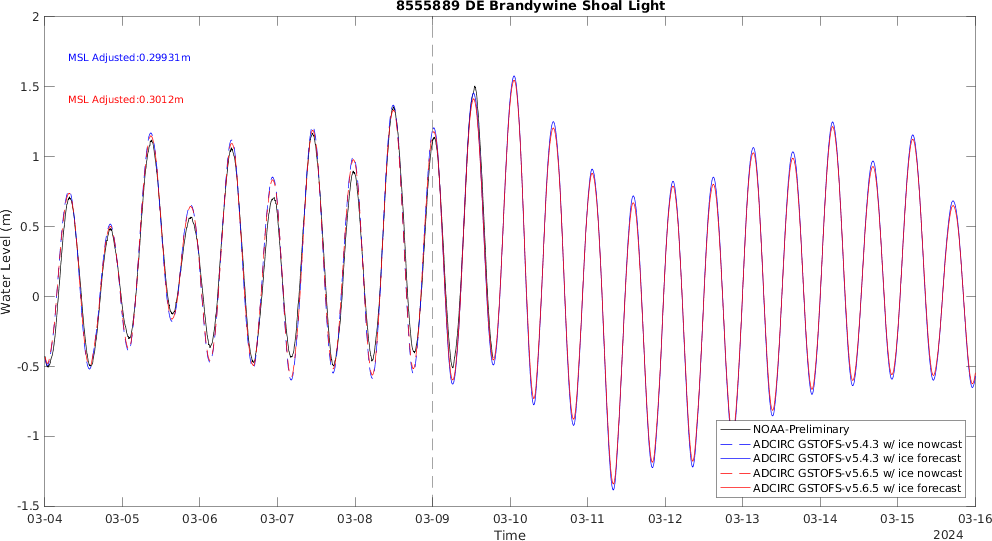 8555889 DE Brandywine Shoal Light
MSL Adjusted:0.29931m
MSL Adjusted:0.3012m
Water Level (m)
2
1.5
1
0.5
0
-0.5
-1
-1.5
NOAA-Preliminary
ADCIRC GSTOFS-v5.4.3 w/ ice nowcast
ADCIRC GSTOFS-v5.4.3 w/ ice forecast
ADCIRC GSTOFS-v5.6.5 w/ ice nowcast
ADCIRC GSTOFS-v5.6.5 w/ ice forecast
03-04 03-05 03-06 03-07 03-08 03-09 03-10 03-11 03-12 03-13 03-14 03-15 03-16
Time
2024